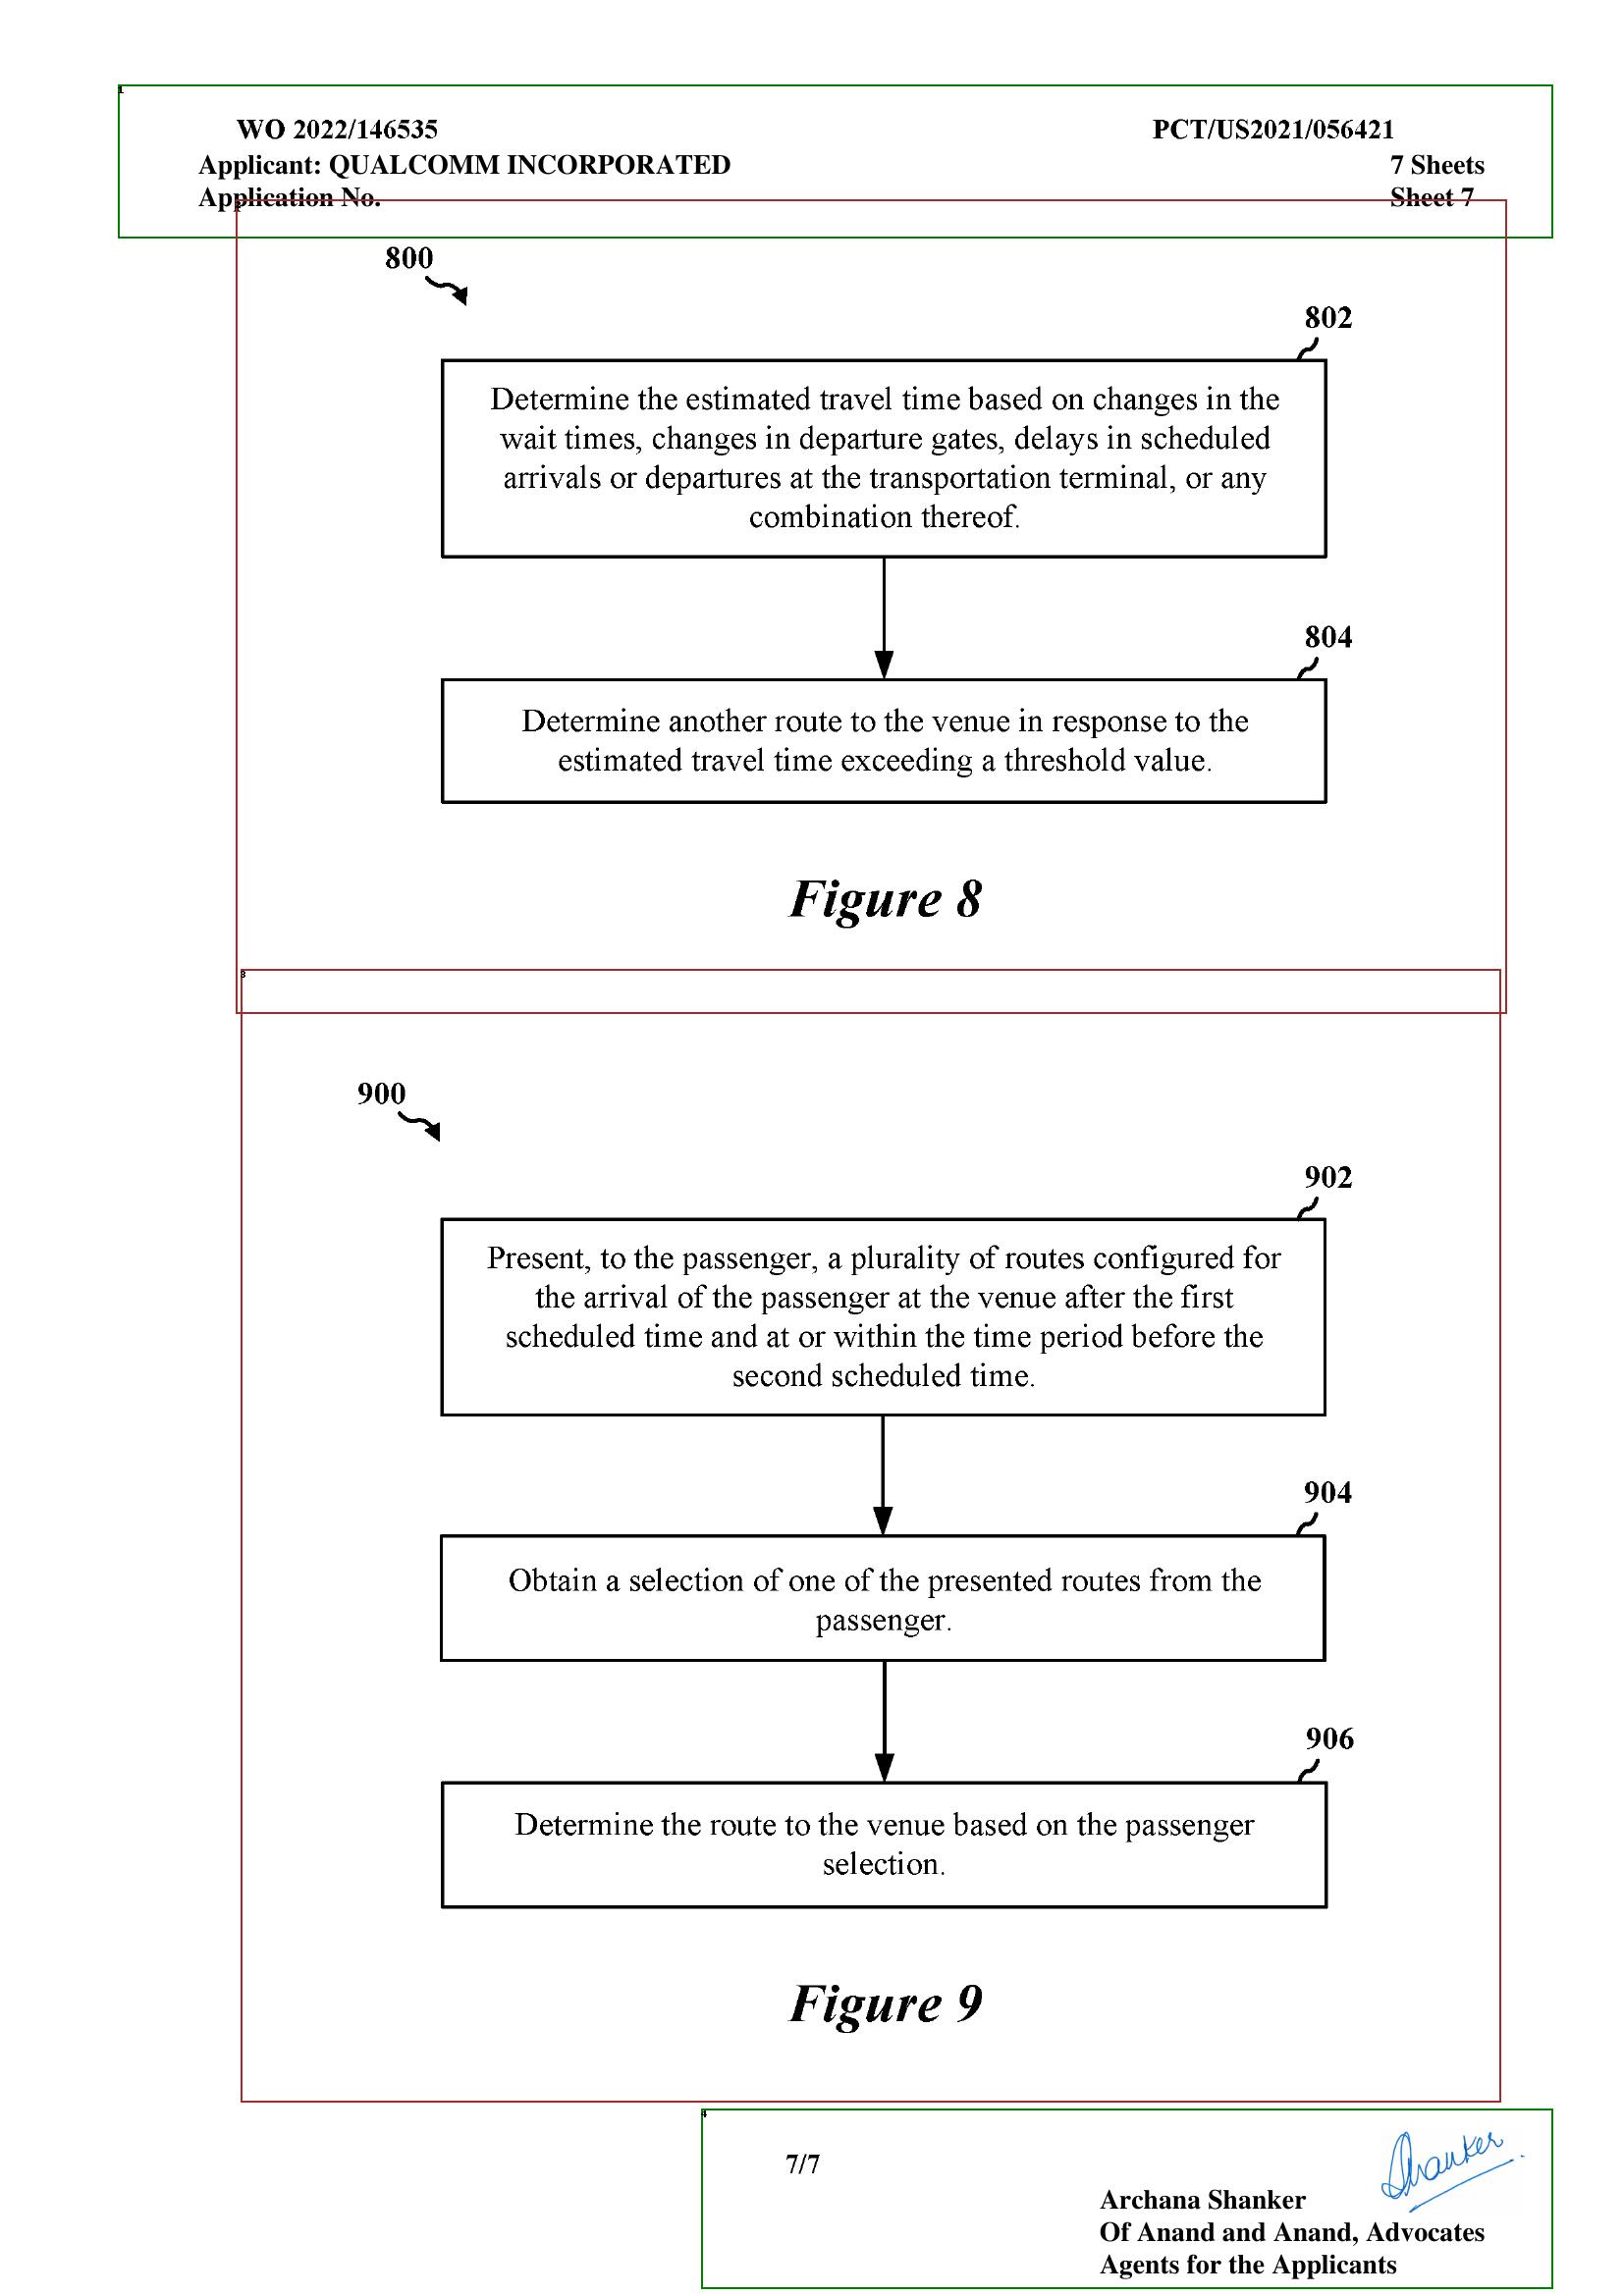 WO 2022/146535 PCT/US2021/056421
Applicant: QUALCOMM INCORPORATED 7 Sheets
Application No. Sheet 7
800
802
Determine the estimated travel time based on changes in the
wait times, changes in departure gates, delays in scheduled
arrivals or departures at the transportation terminal, or any
combination thereof.
804
Determine another route to the venue in response to the
estimated travel time exceeding a threshold value.
Figure 8
900
902
Present, to the passenger, a plurality of routes configured for
the arrival of the passenger at the venue after the first
scheduled time and at or within the time period before the
second scheduled time.
904
Obtain a selection of one of the presented routes from the
passenger.
906
Determine the route to the venue based on the passenger
selection.
Figure 9
7/7
Shanker
Archana Shanker
Of Anand and Anand, Advocates
Agents for the Applicants